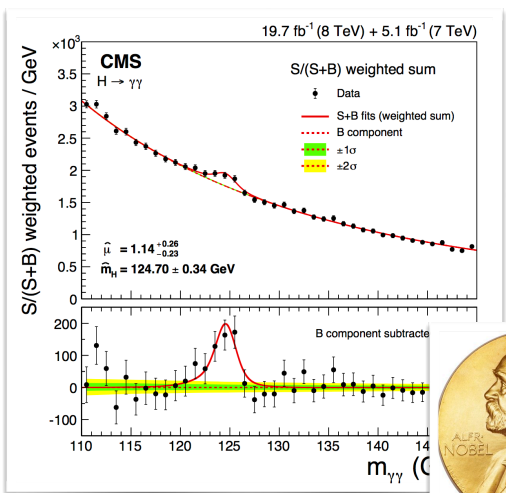 19.7 fb⁻¹ (8 TeV) + 5.1 fb⁻¹ (7 TeV)
×10³
CMS
H → γγ
S/(S+B) weighted sum
Data
S+B fits (weighted sum)
B component
±1σ
±2σ
S/(S+B) weighted events / GeV
3.5
3
2.5
2
1.5
1
0.5
0
μ̂ = 1.14 +0.26 −0.23
m̂_H = 124.70 ± 0.34 GeV
B component subtracte
200
100
0
-100
110 115 120 125 130 135 140 14
m_γγ (G
ALFR·
NOBEL